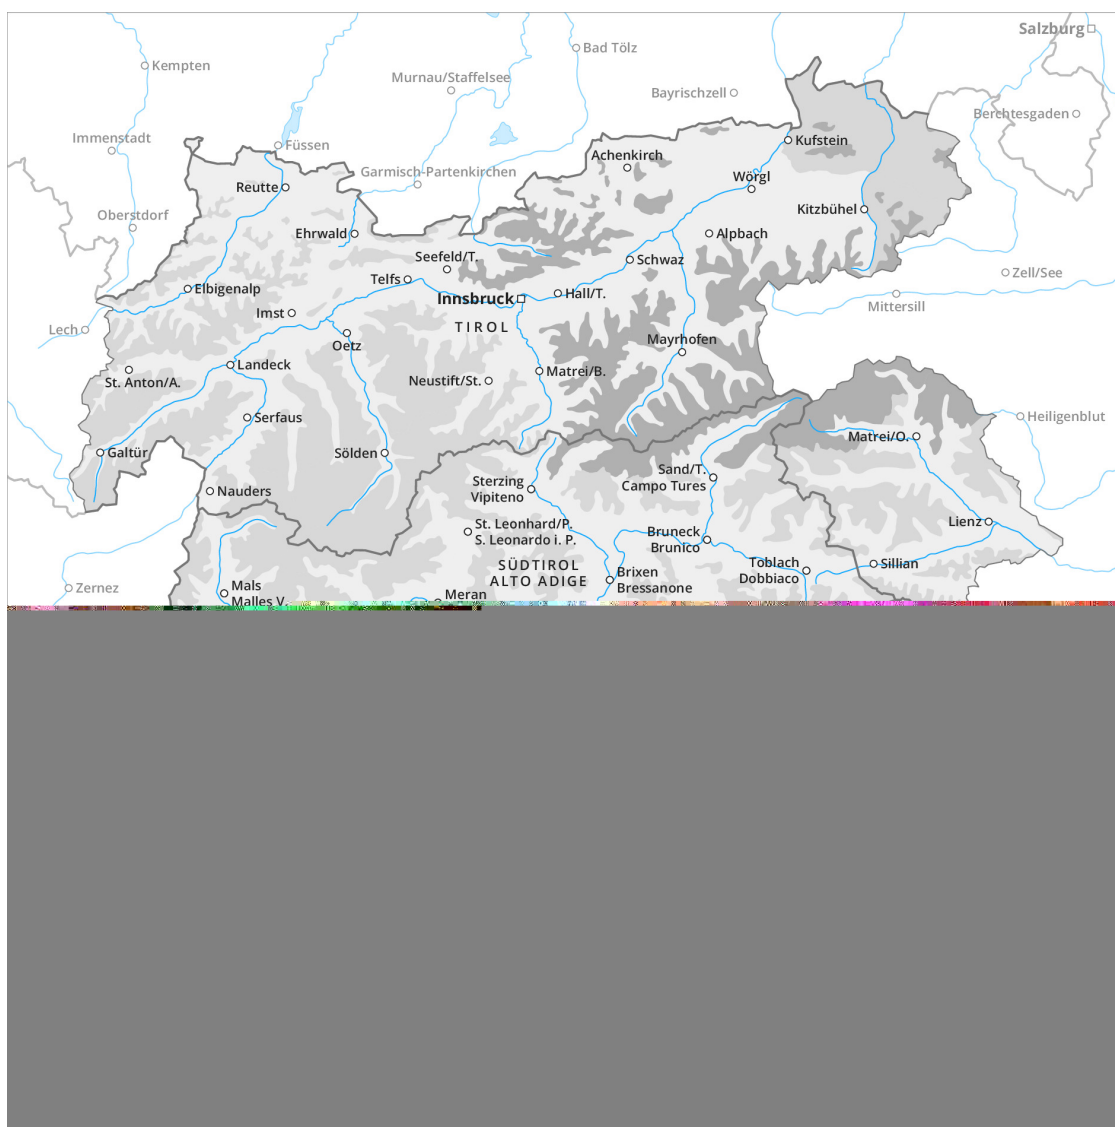 Salzburg
Bad Tölz
Kempten
Murnau/Staffelsee
Bayrischzell
Berchtesgaden
Immenstadt
Füssen
Kufstein
Achenkirch
Garmisch-Partenkirchen
Wörgl
Reutte
Oberstdorf
Kitzbühel
Ehrwald
Alpbach
Seefeld/T.
Schwaz
Zell/See
Telfs
Elbigenalp
Innsbruck
Hall/T.
Mittersill
Imst
TIROL
Lech
Oetz
Mayrhofen
Landeck
Matrei/B.
St. Anton/A.
Neustift/St.
Serfaus
Heiligenblut
Matrei/O.
Galtür
Sölden
Sand/T.
Campo Tures
Sterzing
Vipiteno
Nauders
St. Leonhard/P.
S. Leonardo i. P.
Lienz
Bruneck
Brunico
SÜDTIROL
ALTO ADIGE
Toblach
Dobbiaco
Sillian
Brixen
Bressanone
Zernez
Mals
Malles V.
Meran